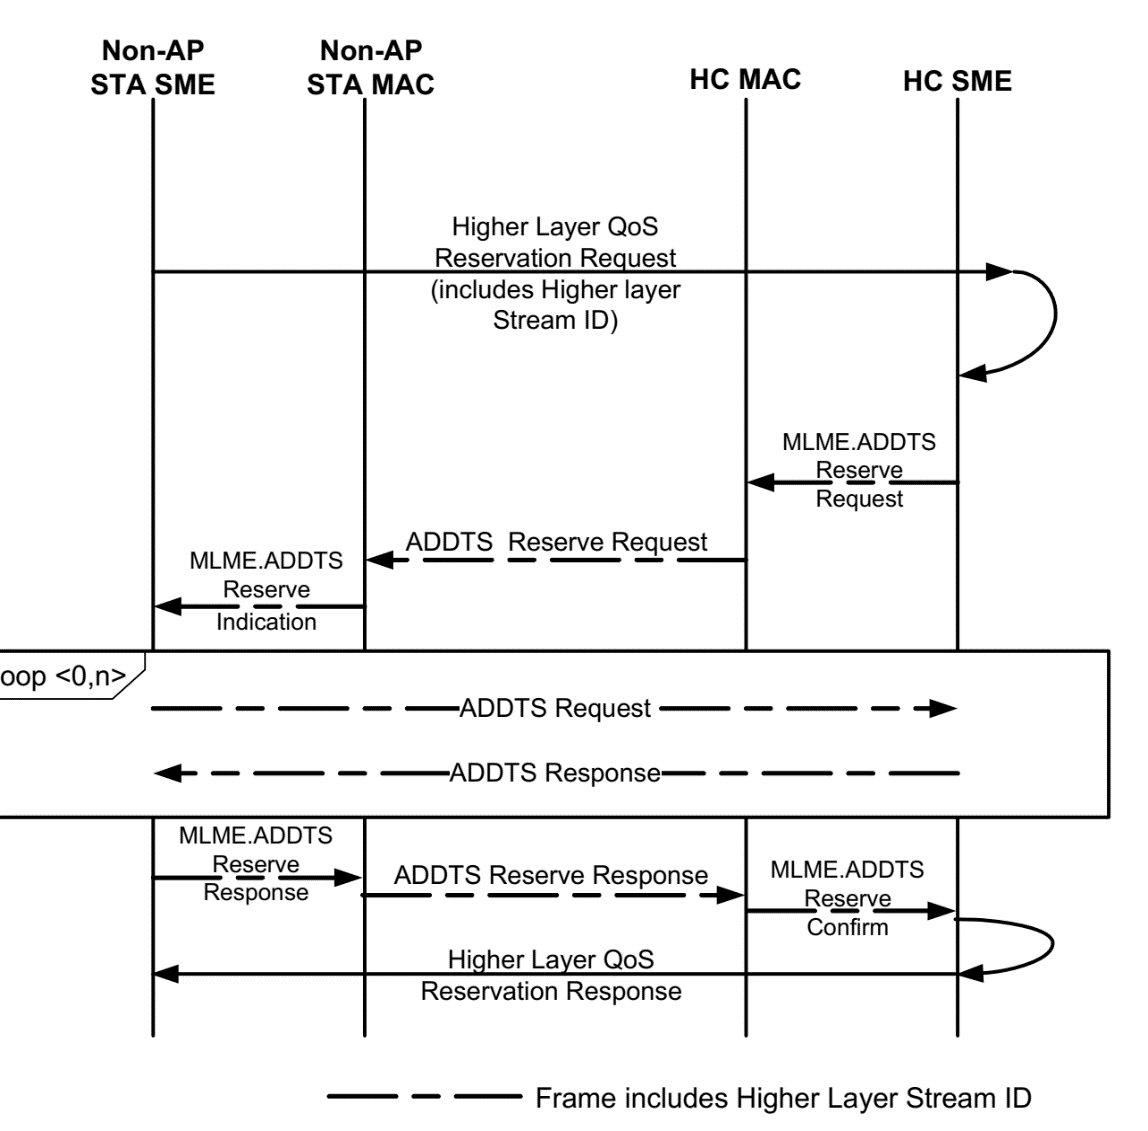 Non-AP
STA SME
Non-AP
STA MAC
HC MAC
HC SME
Higher Layer QoS
Reservation Request
(includes Higher layer
Stream ID)
MLME.ADDTS
Reserve
Request
ADDTS Reserve Request
MLME.ADDTS
Reserve
Indication
oop <0,n>
ADDTS Request
ADDTS Response
MLME.ADDTS
Reserve
Response
ADDTS Reserve Response
MLME.ADDTS
Reserve
Confirm
Higher Layer QoS
Reservation Response
Frame includes Higher Layer Stream ID